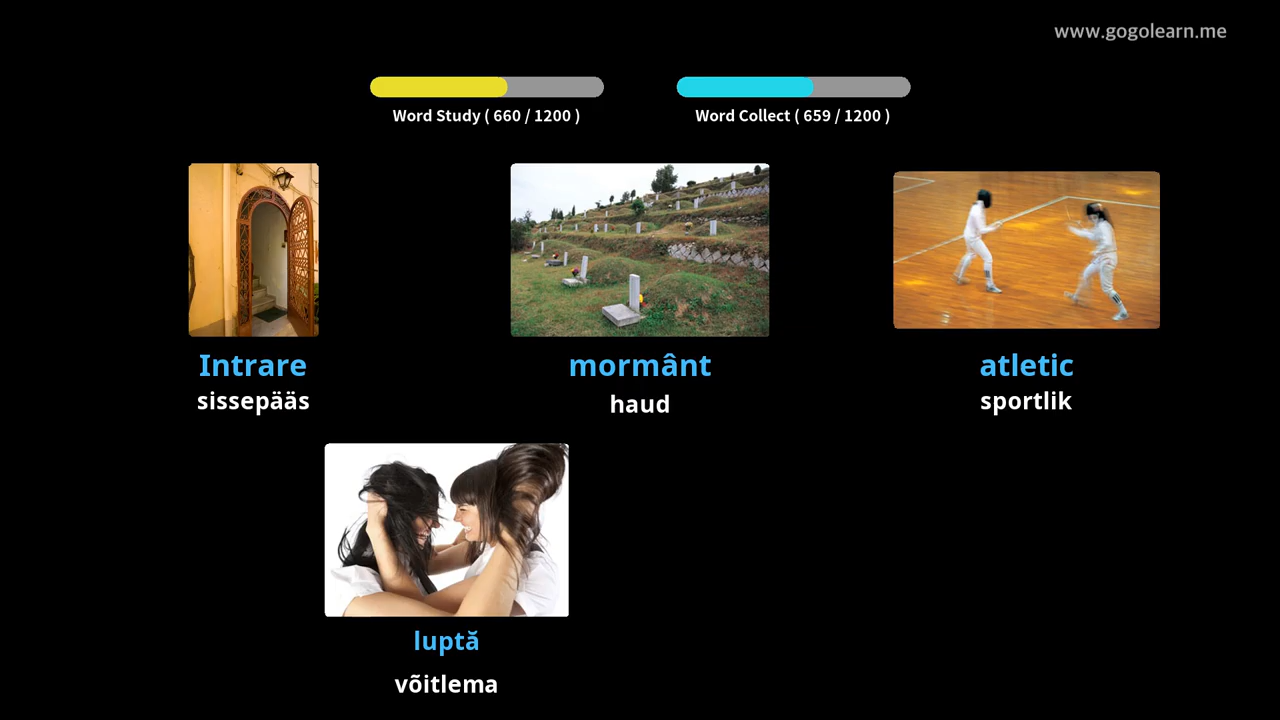 www.gogolearn.me
Word Study ( 660 / 1200 )
Word Collect ( 659 / 1200 )
Intrare
sissepääs
mormânt
haud
atletic
sportlik
luptă
võitlema